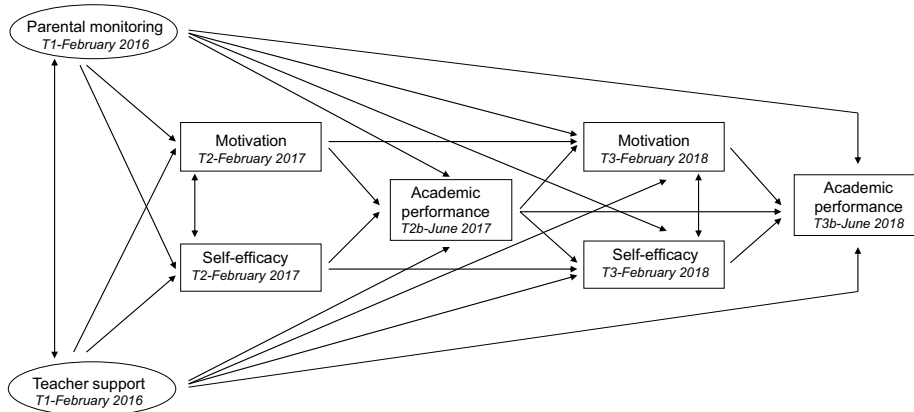 Parental monitoring
T1-February 2016
Motivation
T2-February 2017
Motivation
T3-February 2018
Academic
performance
T2b-June 2017
Academic
performance
T3b-June 2018
Self-efficacy
T2-February 2017
Self-efficacy
T3-February 2018
Teacher support
T1-February 2016